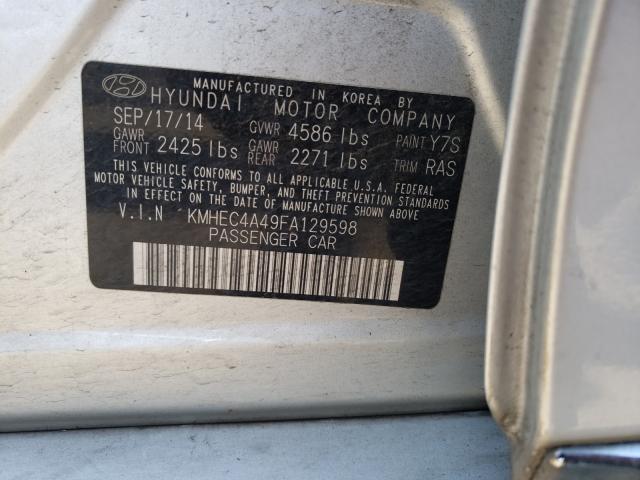 MANUFACTURED IN KOREA BY
HYUNDAI MOTOR COMPANY
SEP/17/14 GVWR 4586 lbs PAINT Y7S
GAWR FRONT 2425 lbs GAWR REAR 2271 lbs TRIM RAS
THIS VEHICLE CONFORMS TO ALL APPLICABLE U.S.A. FEDERAL
MOTOR VEHICLE SAFETY, BUMPER, AND THEFT PREVENTION STANDARDS
IN EFFECT ON THE DATE OF MANUFACTURE SHOWN ABOVE.
V.I.N KMHEC4A49FA129598
PASSENGER CAR